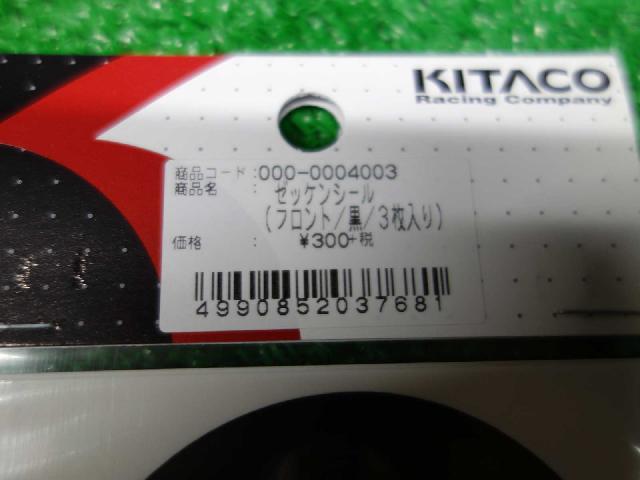 KITACO
Racing Company
商品コード:000-0004003
商品名 : ゼッケンシール
(フロント/黒/3枚入り)
価格 : ¥300+税
4990852037681